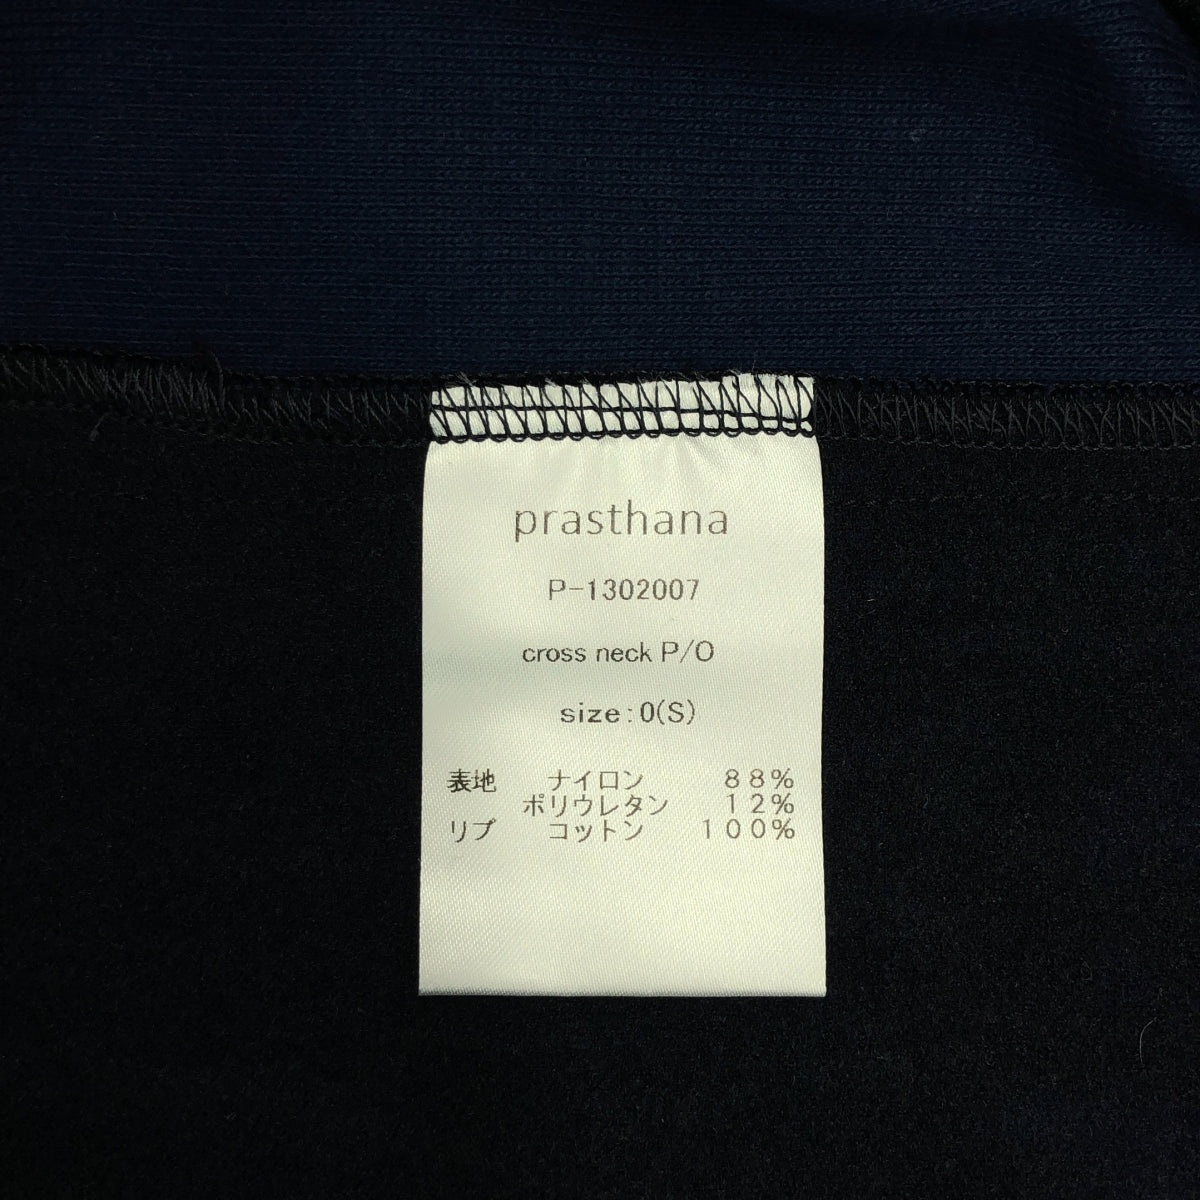 prasthana
P-1302007
cross neck P/O
size:0(S)
表地 ナイロン 88%
ポリウレタン 12%
リブ コットン 100%